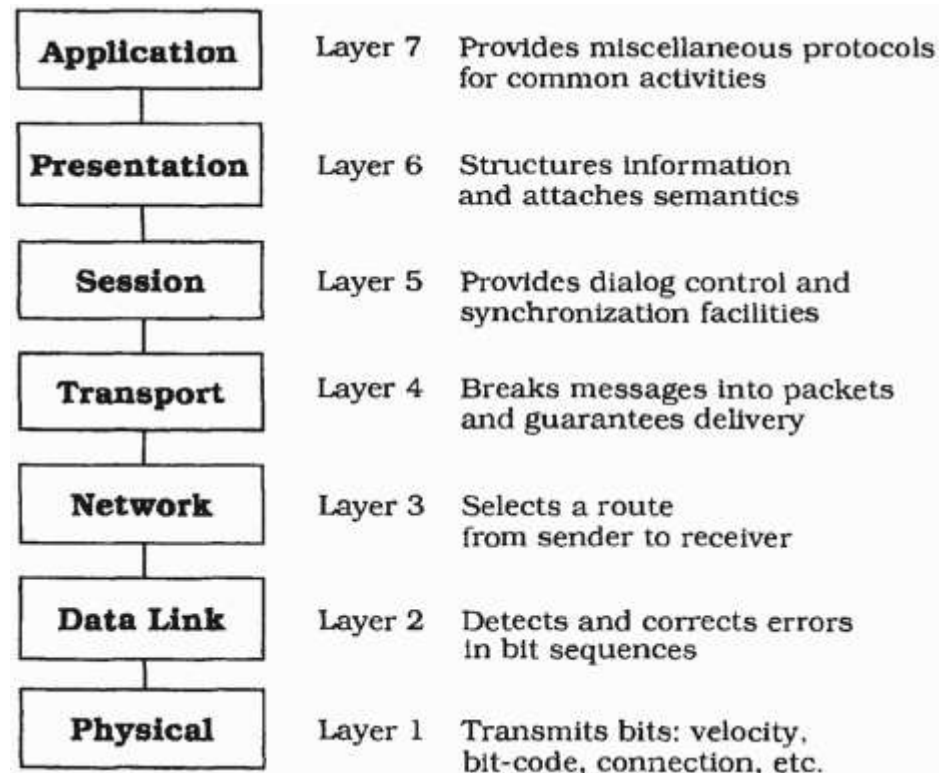 Application Layer 7 Provides miscellaneous protocols
for common activities
Presentation Layer 6 Structures information
and attaches semantics
Session Layer 5 Provides dialog control and
synchronization facilities
Transport Layer 4 Breaks messages into packets
and guarantees delivery
Network Layer 3 Selects a route
from sender to receiver
Data Link Layer 2 Detects and corrects errors
in bit sequences
Physical Layer 1 Transmits bits: velocity,
bit-code, connection, etc.